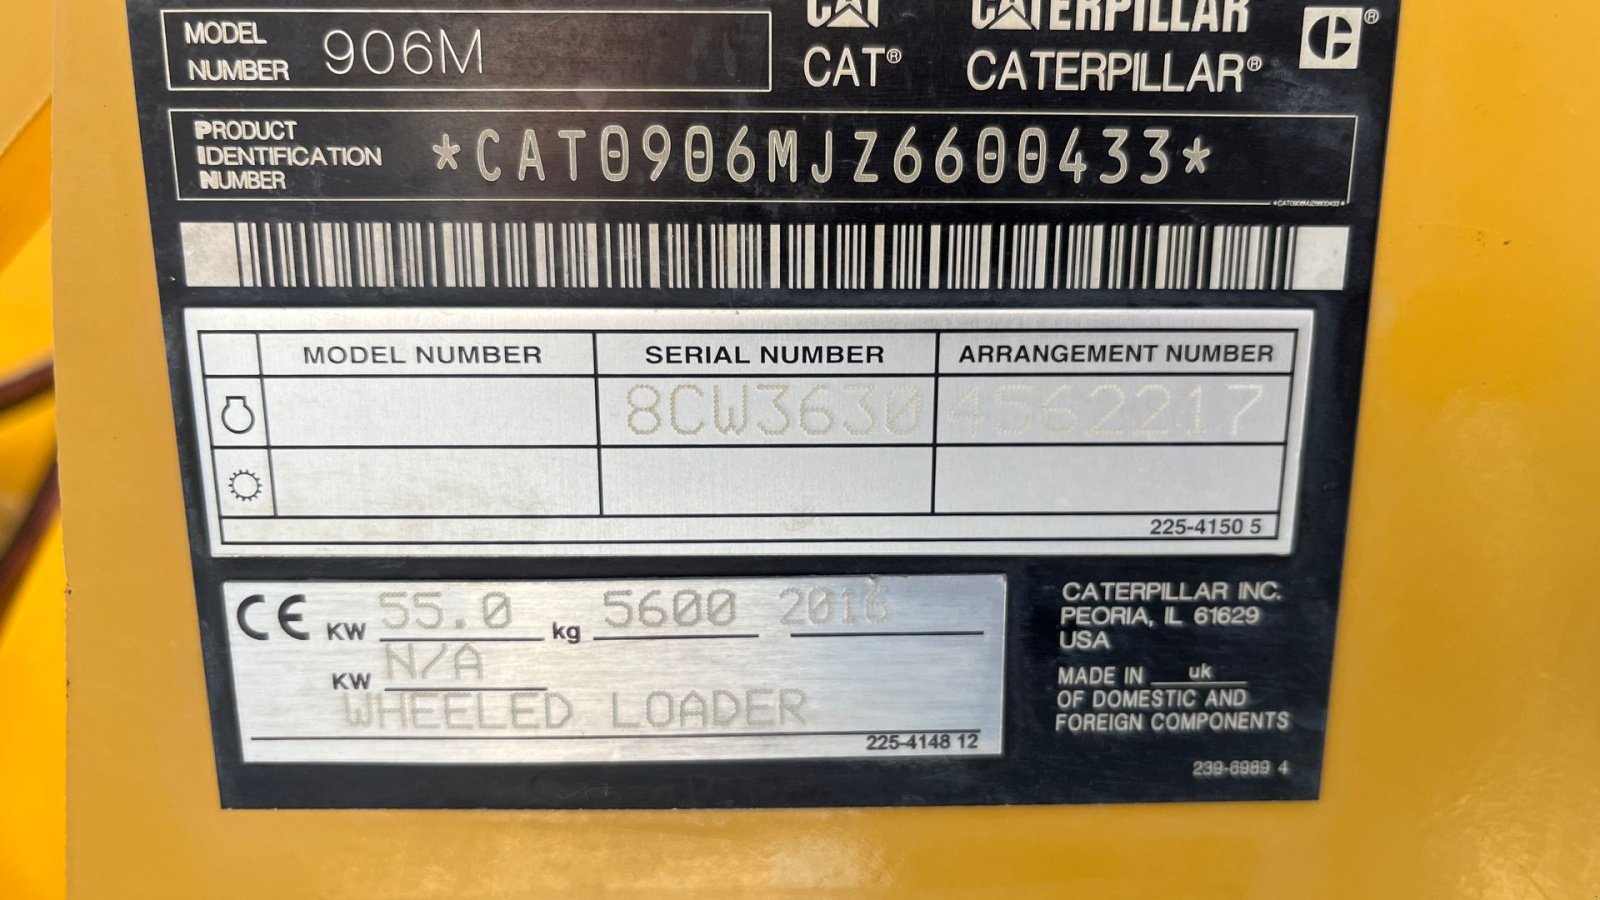 CAT CATERPILLAR
MODEL
NUMBER 906M
CAT® CATERPILLAR®
PRODUCT
IDENTIFICATION
NUMBER
*CAT0906MJZ6600433*
*CAT0906MJZ6600433*
MODEL NUMBER SERIAL NUMBER ARRANGEMENT NUMBER
8CW3630 4562217
225-4150 5
CE KW 55.0 kg 5600 2016
KW N/A
WHEELED LOADER
225-4148 12
CATERPILLAR INC.
PEORIA, IL 61629
USA
MADE IN uk
OF DOMESTIC AND
FOREIGN COMPONENTS
239-6989 4